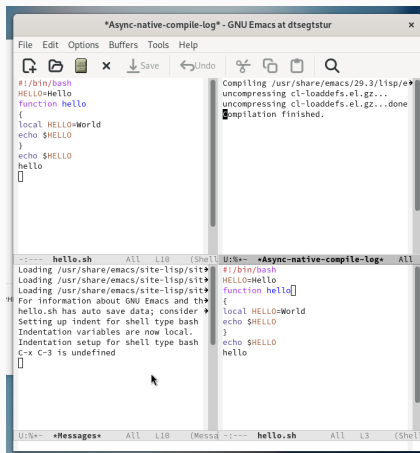 *Async-native-compile-log* - GNU Emacs at dtsegtstur ×
File Edit Options Buffers Tools Help
Save Undo
#!/bin/bash
HELLO=Hello
function hello
{
local HELLO=World
echo $HELLO
}
echo $HELLO
hello
-:--- hello.sh All L10 (Shell
Compiling /usr/share/emacs/29.3/lisp/e
uncompressing cl-loaddefs.el.gz...
uncompressing cl-loaddefs.el.gz...done
Compilation finished.
U:%*- *Async-native-compile-log* All
Loading /usr/share/emacs/site-lisp/sit
Loading /usr/share/emacs/site-lisp/sit
Loading /usr/share/emacs/site-lisp/sit
For information about GNU Emacs and th
hello.sh has auto save data; consider
Setting up indent for shell type bash
Indentation variables are now local.
Indentation setup for shell type bash
C-x C-3 is undefined
U:%*- *Messages* All L10 (Messa
#!/bin/bash
HELLO=Hello
function hello
{
local HELLO=World
echo $HELLO
}
echo $HELLO
hello
-:--- hello.sh All L3 (Shel